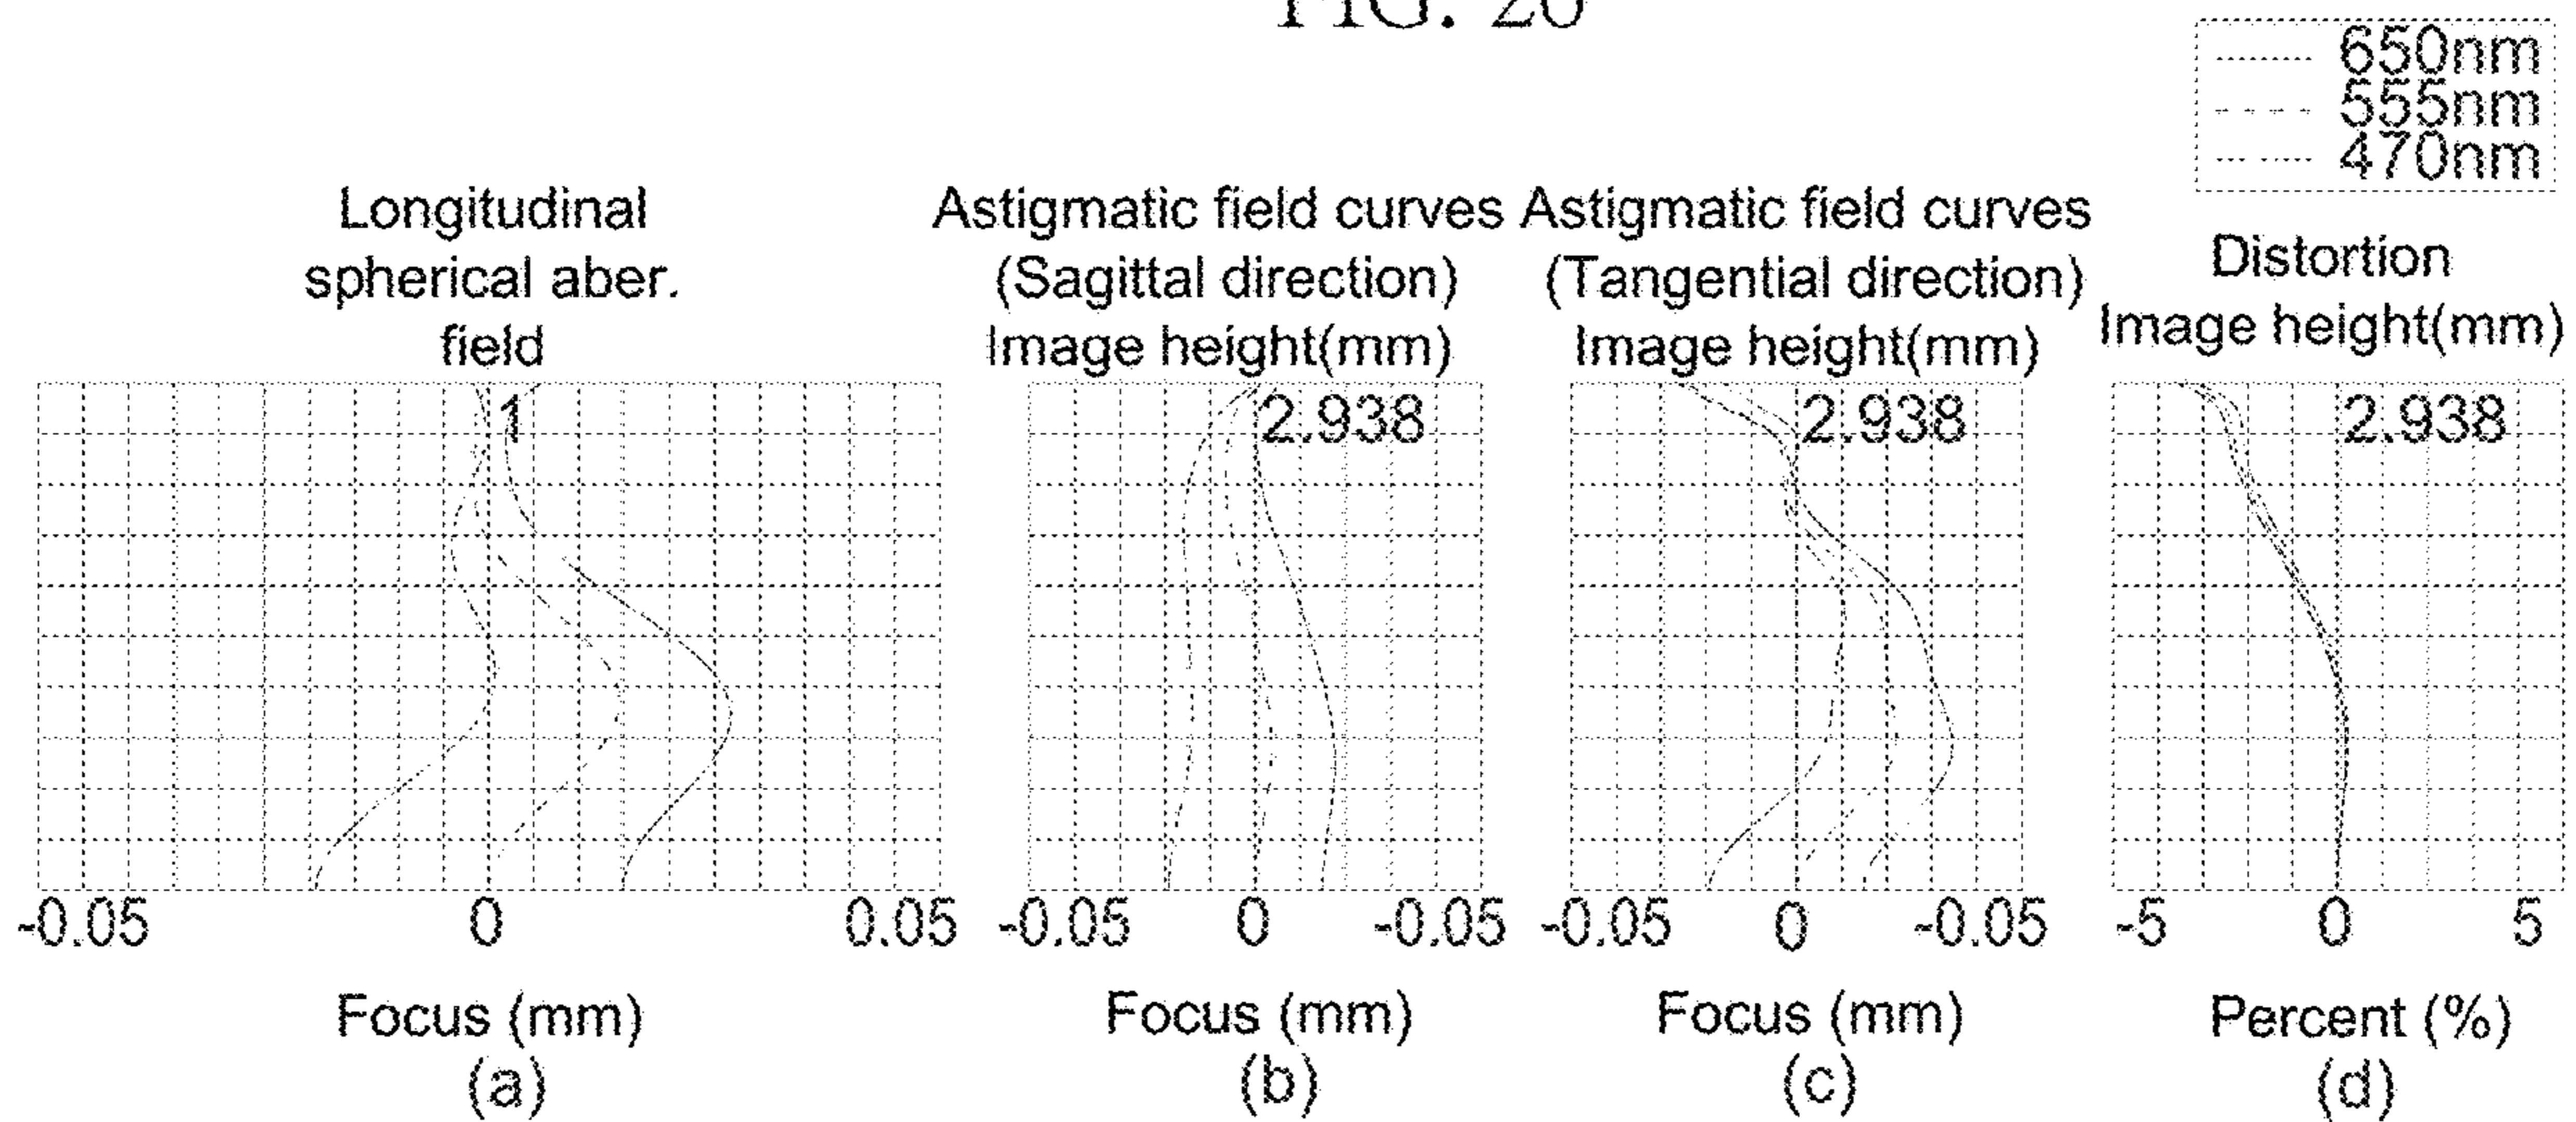 FIG. 20
650nm
555nm
470nm
Longitudinal
spherical aber.
field
1
-0.05 0 0.05
Focus (mm)
(a)
Astigmatic field curves
(Sagittal direction)
Image height(mm)
2.938
-0.05 0 -0.05
Focus (mm)
(b)
Astigmatic field curves
(Tangential direction)
Image height(mm)
2.938
-0.05 0 -0.05
Focus (mm)
(c)
Distortion
Image height(mm)
2.938
-5 0 5
Percent (%)
(d)